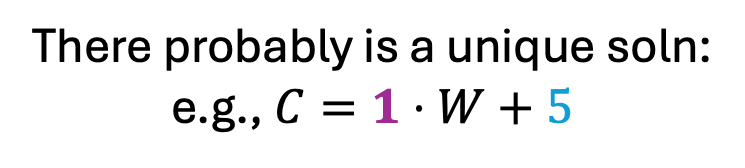 There probably is a unique soln:
e.g., C = 1 · W + 5